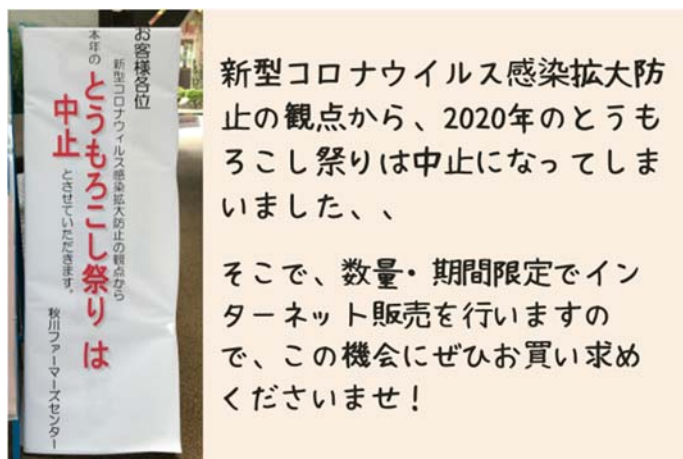 お客様各位
新型コロナウィルス感染拡大防止の観点から
本年の とうもろこし祭り は
中止 とさせていただきます。
秋川ファーマーズセンター
新型コロナウイルス感染拡大防
止の観点から、2020年のとうも
ろこし祭りは中止になってしま
いました、、
そこで、数量・期間限定でイン
ターネット販売を行いますの
で、この機会にぜひお買い求め
くださいませ！